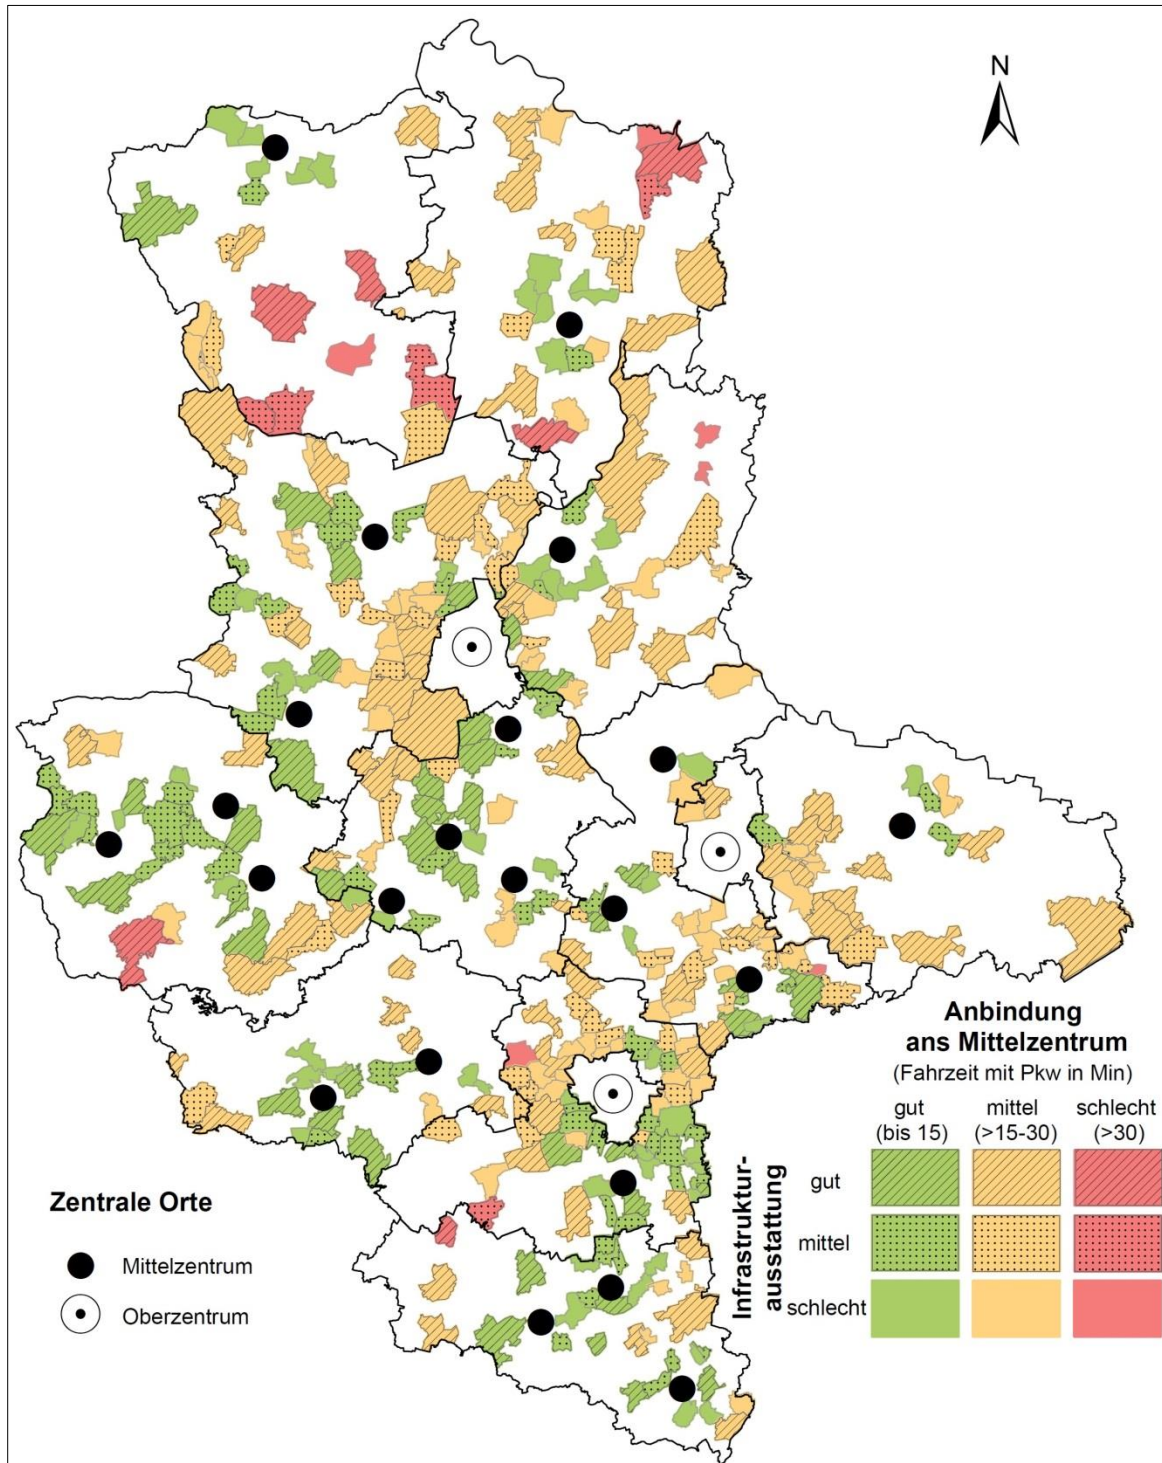 N
Anbindung
ans Mittelzentrum
(Fahrzeit mit Pkw in Min)
gut
(bis 15)
mittel
(>15-30)
schlecht
(>30)
Infrastruktur-
ausstattung
gut
mittel
schlecht
Zentrale Orte
Mittelzentrum
Oberzentrum